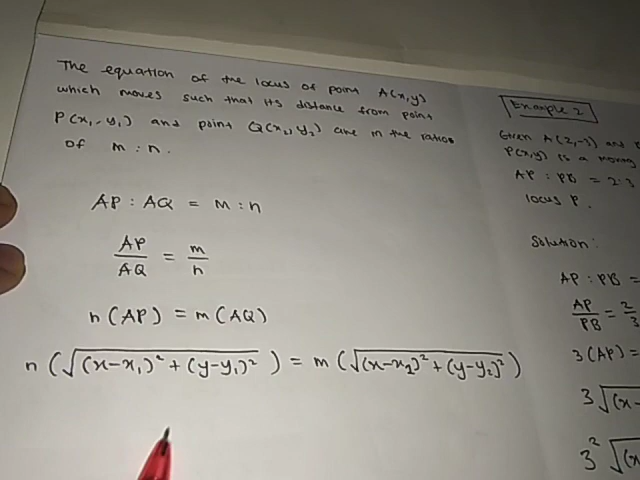 The equation of the locus of point A(x,y)
which moves such that its distance from point
P(x₁, y₁) and point Q(x₂, y₂) are in the ratios
of m : n.
AP : AQ = m : n
AP/AQ = m/n
n (AP) = m (AQ)
n (√((x-x₁)² + (y-y₁)²)) = m (√((x-x₂)² + (y-y₂)²))
Example 2
Given A(2,-3) and
P(x,y) is a moving
AP : PB = 2:3
locus P.
Solution:
AP : PB =
AP/PB = 2/3
3 (AP) =
3 √(x-
3² √(x